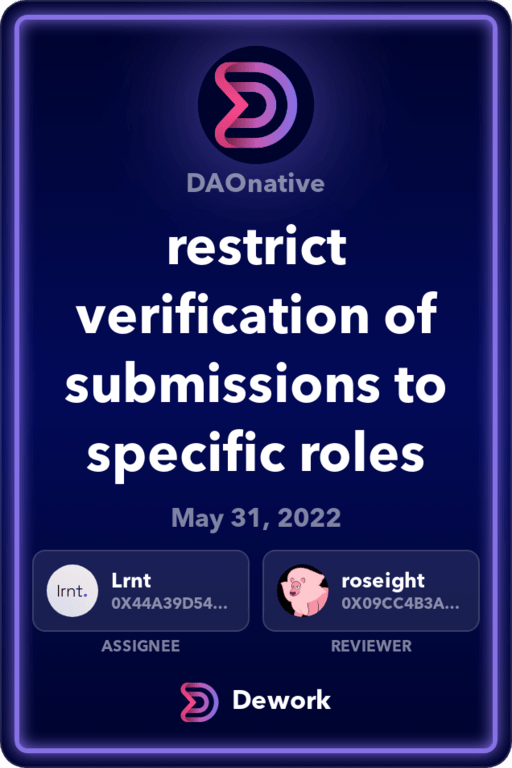 DAOnative
restrict
verification of
submissions to
specific roles
May 31, 2022
lrnt.
Lrnt
0X44A39D54...
roseight
0X09CC4B3A...
ASSIGNEE
REVIEWER
Dework